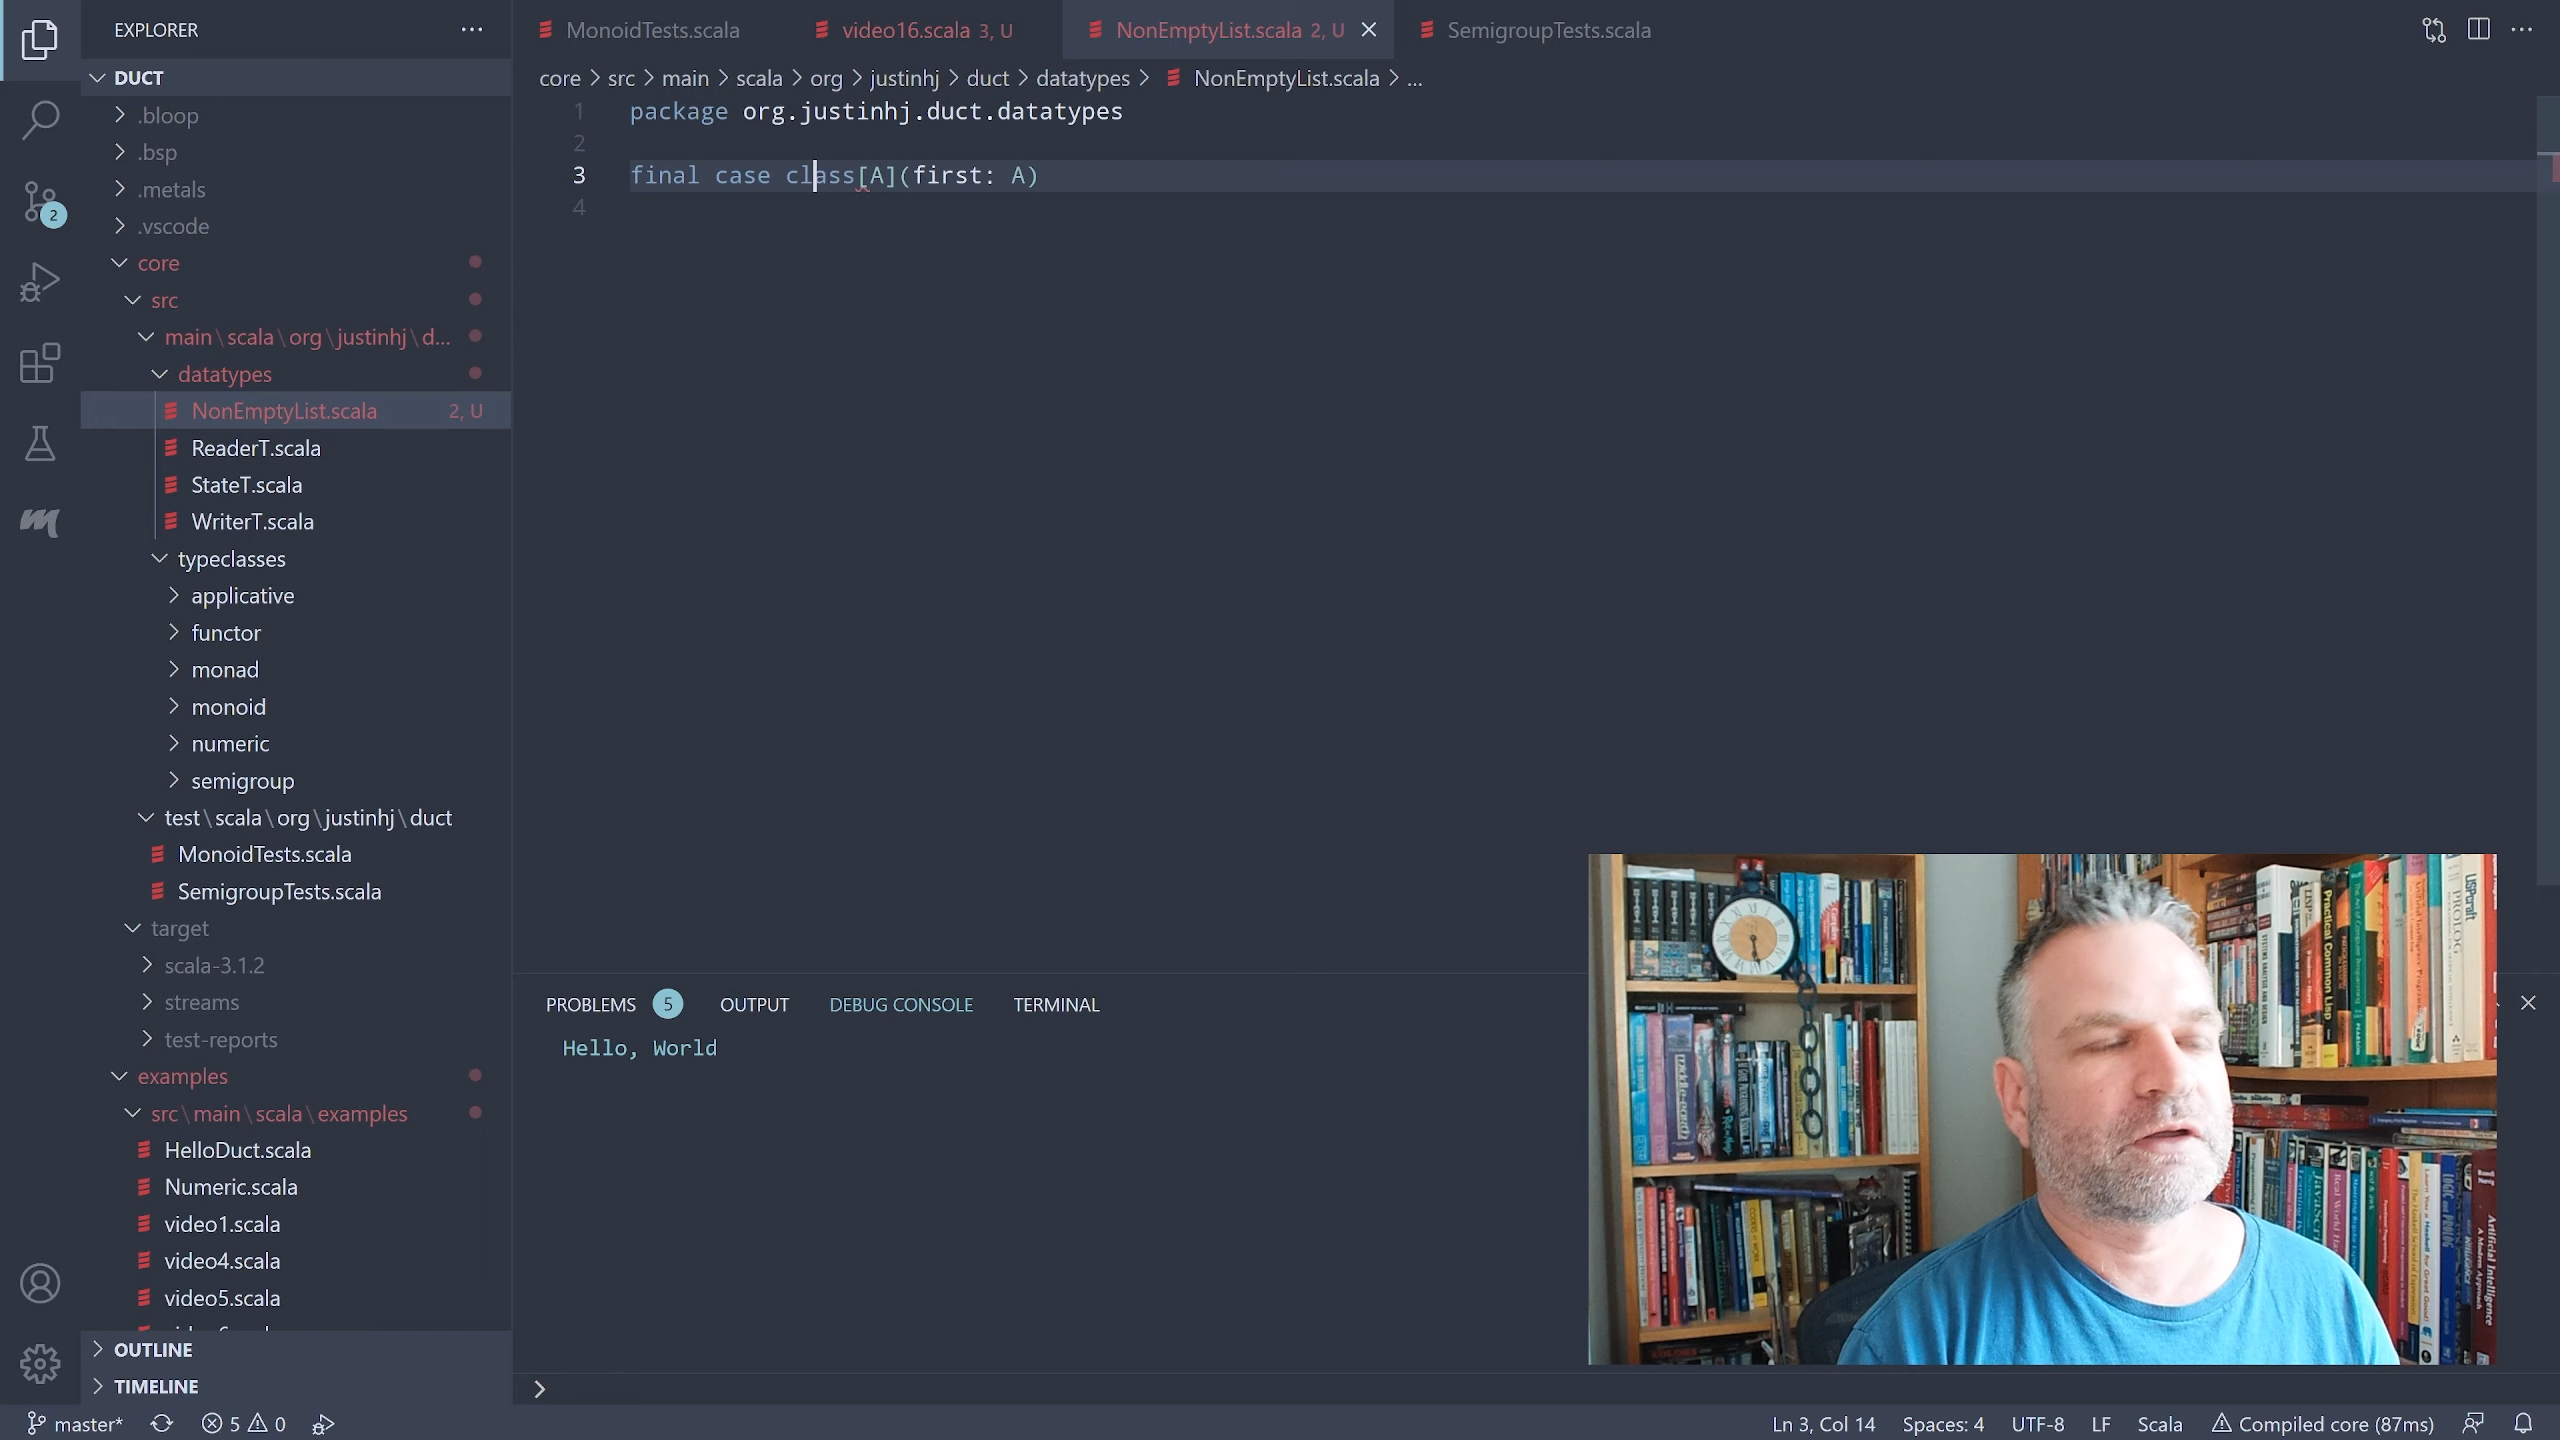 EXPLORER
DUCT
.bloop
.bsp
.metals
.vscode
core
src
main\scala\org\justinhj\d...
datatypes
NonEmptyList.scala 2, U
ReaderT.scala
StateT.scala
WriterT.scala
typeclasses
applicative
functor
monad
monoid
numeric
semigroup
test\scala\org\justinhj\duct
MonoidTests.scala
SemigroupTests.scala
target
scala-3.1.2
streams
test-reports
examples
src\main\scala\examples
HelloDuct.scala
Numeric.scala
video1.scala
video4.scala
video5.scala
OUTLINE
TIMELINE
2
MonoidTests.scala video16.scala 3, U NonEmptyList.scala 2, U SemigroupTests.scala
core > src > main > scala > org > justinhj > duct > datatypes > NonEmptyList.scala > ...
1 package org.justinhj.duct.datatypes
2
3 final case class[A](first: A)
4
PROBLEMS 5 OUTPUT DEBUG CONSOLE TERMINAL
Hello, World
Practical Common Lisp
LISPcraft
PROLOG
master* 5 0 Ln 3, Col 14 Spaces: 4 UTF-8 LF Scala Compiled core (87ms)